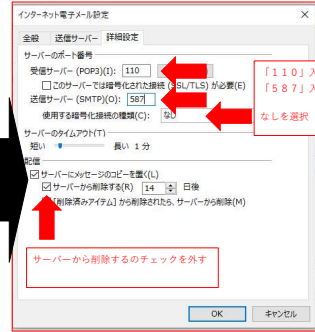 インターネット電子メール設定
全般 送信サーバー 詳細設定
サーバーのポート番号
受信サーバー (POP3)(I): 110
このサーバーでは暗号化された接続 (SSL/TLS) が必要(E)
送信サーバー (SMTP)(O): 587
使用する暗号化接続の種類(C): なし
「110」入
「587」入
なしを選択
サーバーのタイムアウト(T)
短い 長い 1 分
配信
サーバーにメッセージのコピーを置く(L)
サーバーから削除する(R) 14 日後
[削除済みアイテム] から削除されたら、サーバーから削除(M)
サーバーから削除するのチェックを外す
OK キャンセル